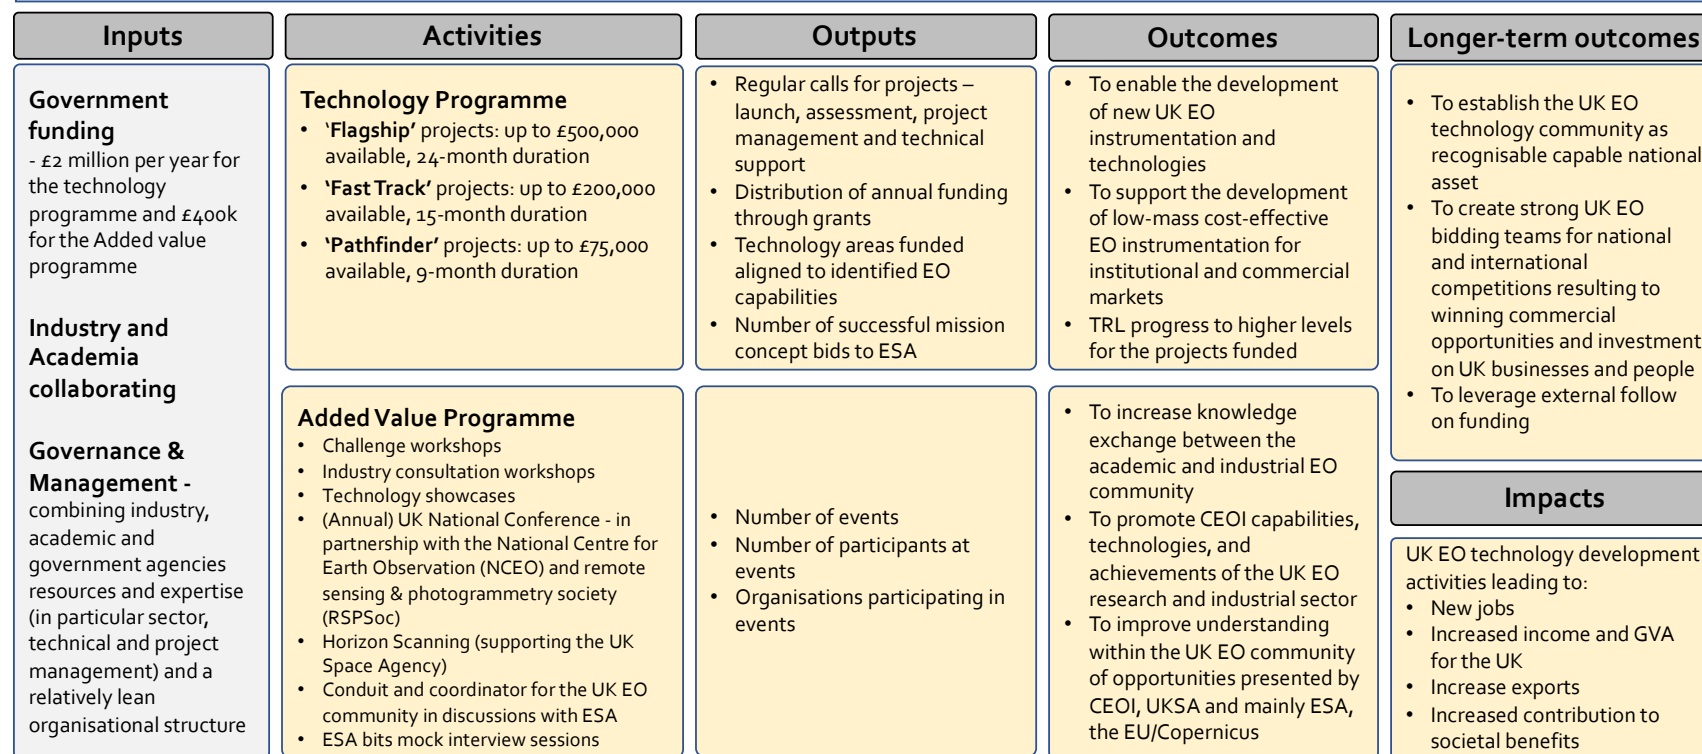 Inputs
Government
funding
- £2 million per year for
the technology
programme and £400k
for the Added value
programme
Industry and
Academia
collaborating
Governance &
Management -
combining industry,
academic and
government agencies
resources and expertise
(in particular sector,
technical and project
management) and a
relatively lean
organisational structure
Activities
Technology Programme
• ‘Flagship’ projects: up to £500,000
available, 24-month duration
• ‘Fast Track’ projects: up to £200,000
available, 15-month duration
• ‘Pathfinder’ projects: up to £75,000
available, 9-month duration
Added Value Programme
• Challenge workshops
• Industry consultation workshops
• Technology showcases
• (Annual) UK National Conference - in
partnership with the National Centre for
Earth Observation (NCEO) and remote
sensing & photogrammetry society
(RSPSoc)
• Horizon Scanning (supporting the UK
Space Agency)
• Conduit and coordinator for the UK EO
community in discussions with ESA
• ESA bits mock interview sessions
Outputs
• Regular calls for projects –
launch, assessment, project
management and technical
support
• Distribution of annual funding
through grants
• Technology areas funded
aligned to identified EO
capabilities
• Number of successful mission
concept bids to ESA
• Number of events
• Number of participants at
events
• Organisations participating in
events
Outcomes
• To enable the development
of new UK EO
instrumentation and
technologies
• To support the development
of low-mass cost-effective
EO instrumentation for
institutional and commercial
markets
• TRL progress to higher levels
for the projects funded
• To increase knowledge
exchange between the
academic and industrial EO
community
• To promote CEOI capabilities,
technologies, and
achievements of the UK EO
research and industrial sector
• To improve understanding
within the UK EO community
of opportunities presented by
CEOI, UKSA and mainly ESA,
the EU/Copernicus
Longer-term outcomes
• To establish the UK EO
technology community as
recognisable capable national
asset
• To create strong UK EO
bidding teams for national
and international
competitions resulting to
winning commercial
opportunities and investment
on UK businesses and people
• To leverage external follow
on funding
Impacts
UK EO technology development
activities leading to:
• New jobs
• Increased income and GVA
for the UK
• Increase exports
• Increased contribution to
societal benefits